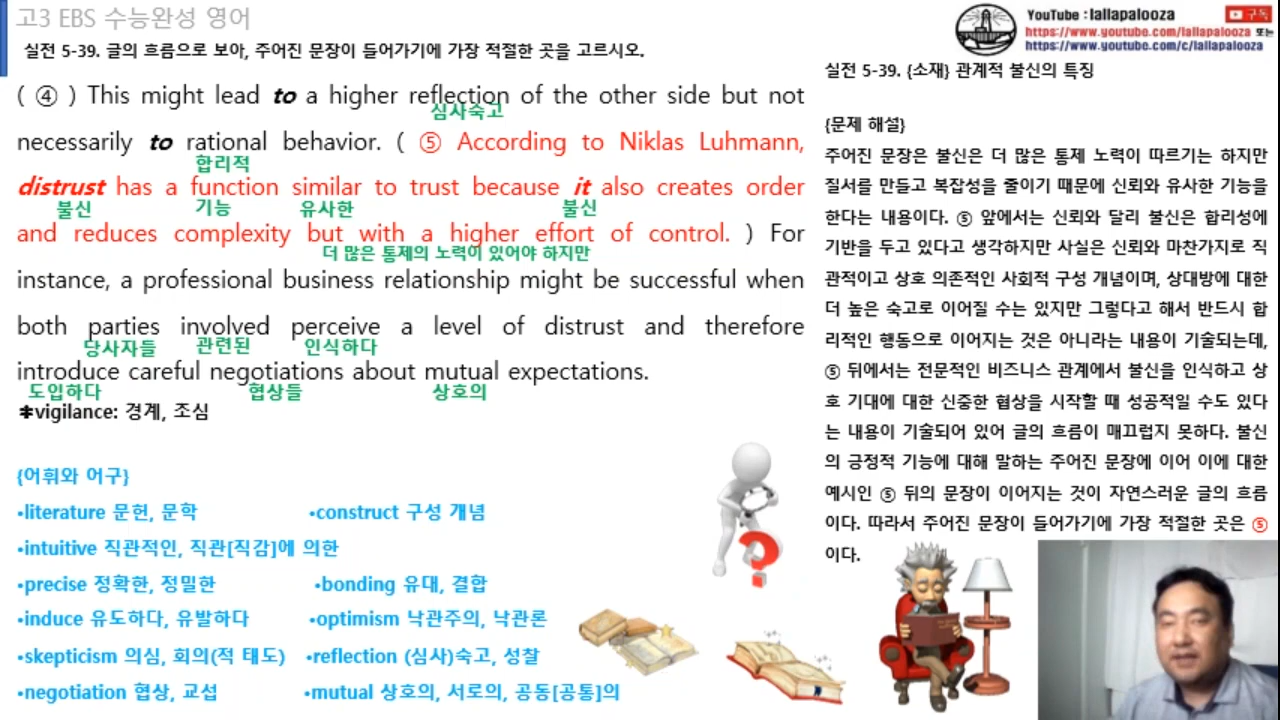 고3 EBS 수능완성 영어
실전 5-39. 글의 흐름으로 보아, 주어진 문장이 들어가기에 가장 적절한 곳을 고르시오.
( ④ ) This might lead to a higher reflection of the other side but not
심사숙고
necessarily to rational behavior. ( ⑤ According to Niklas Luhmann,
합리적
distrust has a function similar to trust because it also creates order
불신 기능 유사한 불신
and reduces complexity but with a higher effort of control. ) For
더 많은 통제의 노력이 있어야 하지만
instance, a professional business relationship might be successful when
both parties involved perceive a level of distrust and therefore
당사자들 관련된 인식하다
introduce careful negotiations about mutual expectations.
도입하다 협상들 상호의
✱vigilance: 경계, 조심
{어휘와 어구}
•literature 문헌, 문학 •construct 구성 개념
•intuitive 직관적인, 직관[직감]에 의한
•precise 정확한, 정밀한 •bonding 유대, 결합
•induce 유도하다, 유발하다 •optimism 낙관주의, 낙관론
•skepticism 의심, 회의(적 태도) •reflection (심사)숙고, 성찰
•negotiation 협상, 교섭 •mutual 상호의, 서로의, 공동[공통]의
YouTube : lallapalooza 구독
https://www.youtube.com/lallapalooza 또는
https://www.youtube.com/c/lallapalooza
실전 5-39. {소재} 관계적 불신의 특징
{문제 해설}
주어진 문장은 불신은 더 많은 통제 노력이 따르기는 하지만
질서를 만들고 복잡성을 줄이기 때문에 신뢰와 유사한 기능을
한다는 내용이다. ⑤ 앞에서는 신뢰와 달리 불신은 합리성에
기반을 두고 있다고 생각하지만 사실은 신뢰와 마찬가지로 직
관적이고 상호 의존적인 사회적 구성 개념이며, 상대방에 대한
더 높은 숙고로 이어질 수는 있지만 그렇다고 해서 반드시 합
리적인 행동으로 이어지는 것은 아니라는 내용이 기술되는데,
⑤ 뒤에서는 전문적인 비즈니스 관계에서 불신을 인식하고 상
호 기대에 대한 신중한 협상을 시작할 때 성공적일 수도 있다
는 내용이 기술되어 있어 글의 흐름이 매끄럽지 못하다. 불신
의 긍정적 기능에 대해 말하는 주어진 문장에 이어 이에 대한
예시인 ⑤ 뒤의 문장이 이어지는 것이 자연스러운 글의 흐름
이다. 따라서 주어진 문장이 들어가기에 가장 적절한 곳은 ⑤
이다.